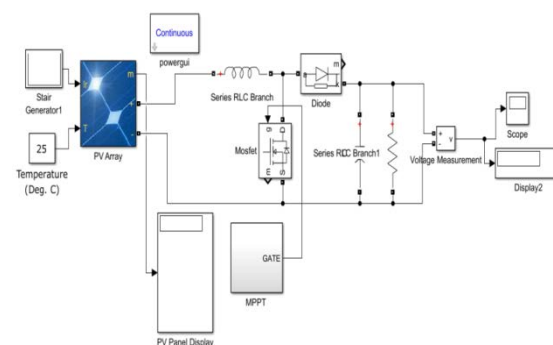 Continuous
powergui
Stair
Generator1
Ir
T
m
+
-
PV Array
25
Temperature
(Deg. C)
Series RLC Branch
m
a
k
Diode
g
D
Mosfet
m
S
Series RLC Branch1
+
-
v
Voltage Measurement
Scope
Display2
GATE
MPPT
PV Panel Display